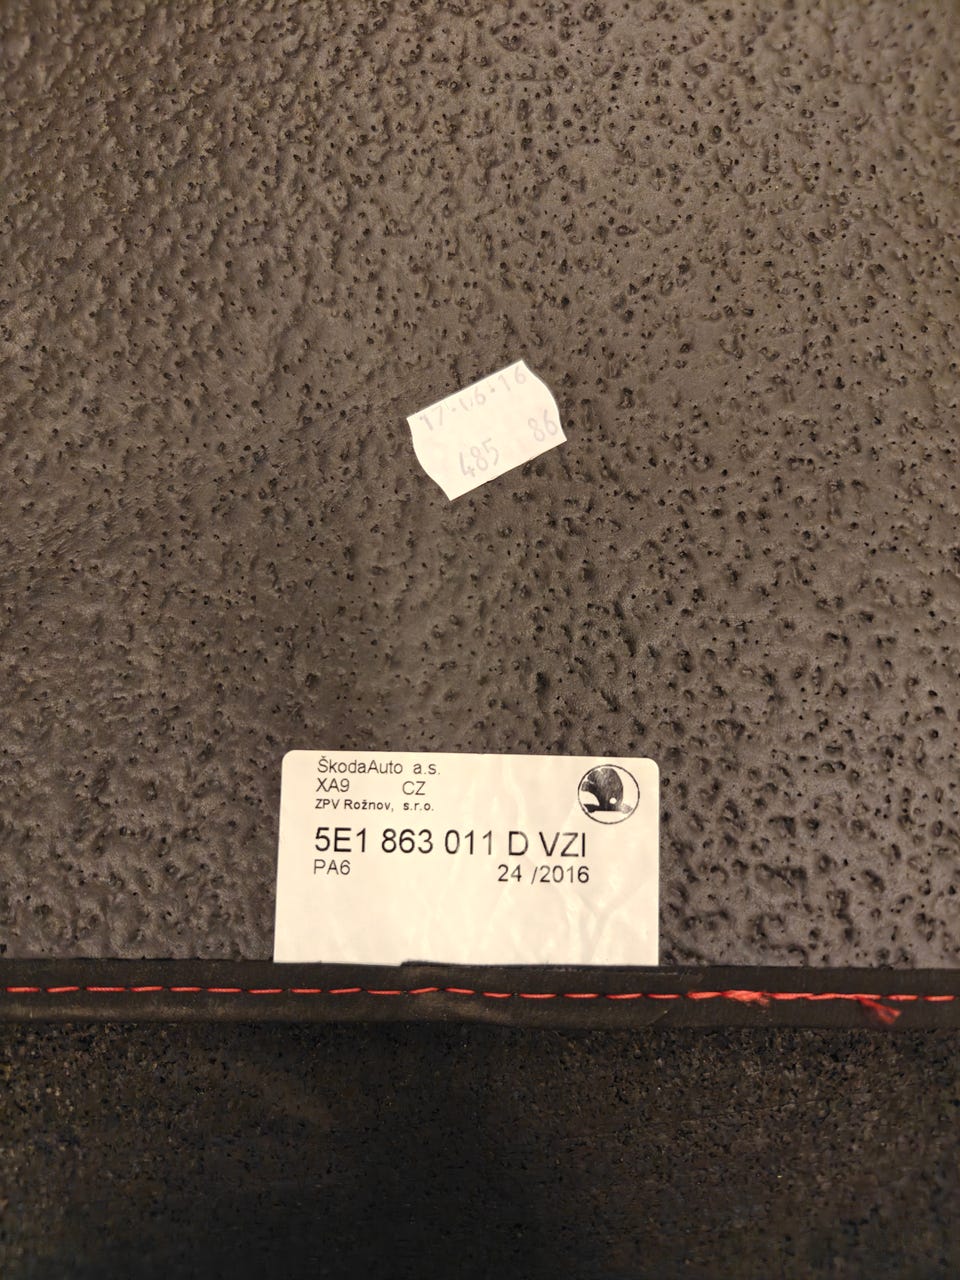 17.06.16
485 86
ŠkodaAuto a.s.
XA9 CZ
ZPV Rožnov, s.r.o.
5E1 863 011 D VZI
PA6 24 /2016